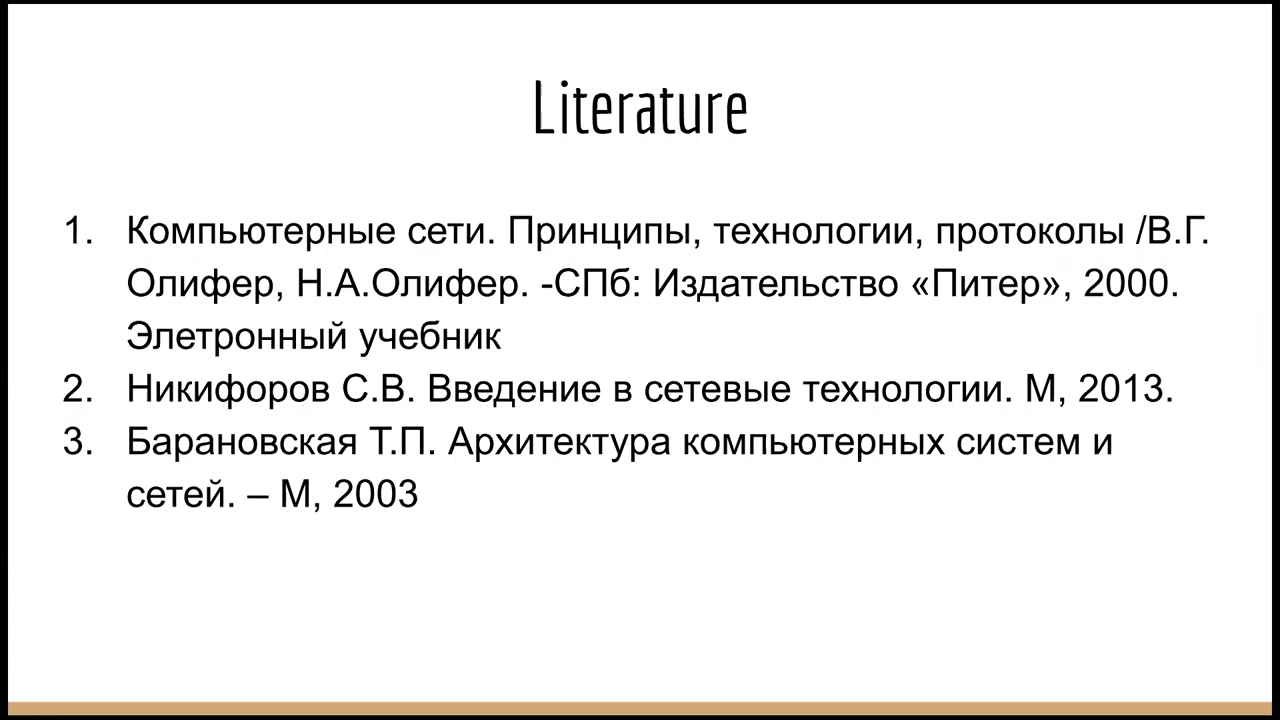 Literature
1. Компьютерные сети. Принципы, технологии, протоколы /В.Г.
Олифер, Н.А.Олифер. -СПб: Издательство «Питер», 2000.
Элетронный учебник
2. Никифоров С.В. Введение в сетевые технологии. М, 2013.
3. Барановская Т.П. Архитектура компьютерных систем и
сетей. – М, 2003